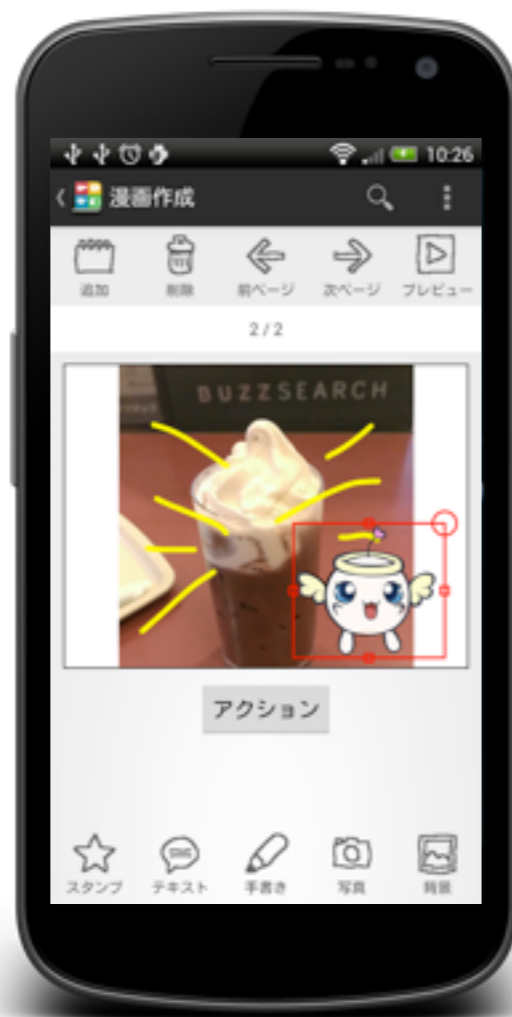 10:26
漫画作成
追加 削除 前ページ 次ページ プレビュー
2 / 2
BUZZSEARCH
アクション
スタンプ テキスト 手書き 写真 背景